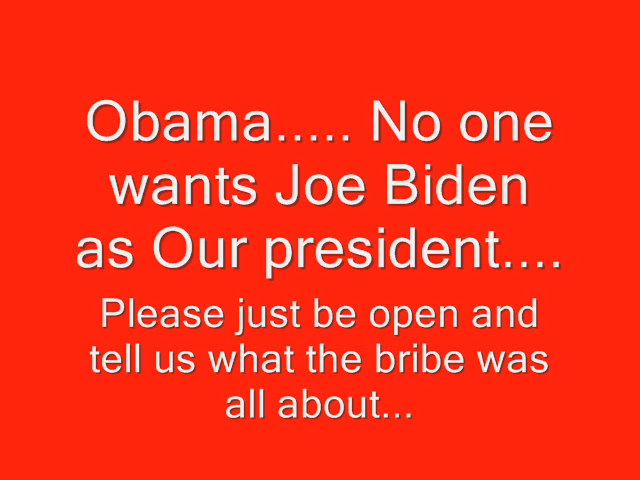 Obama..... No one
wants Joe Biden
as Our president....
Please just be open and
tell us what the bribe was
all about...